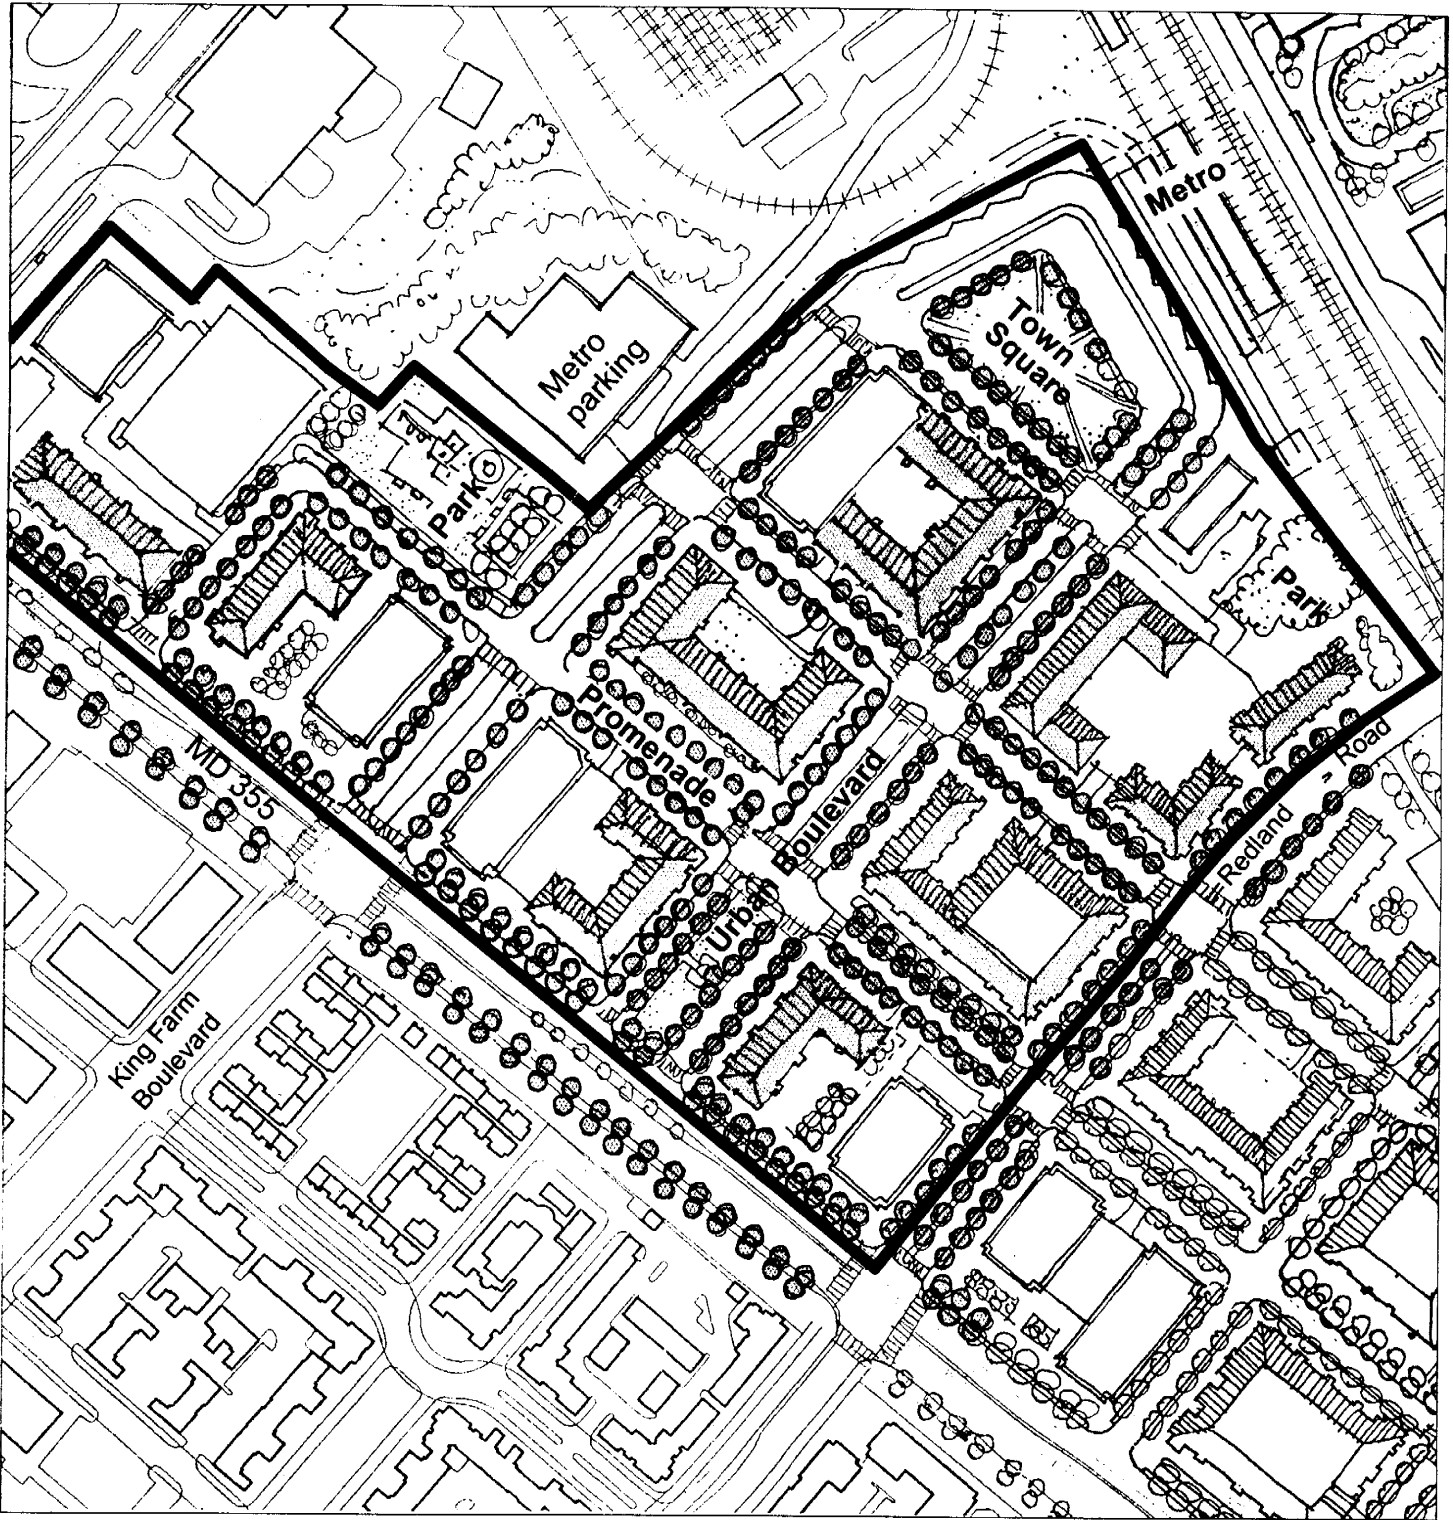 Metro
Town
Square
Metro
parking
Park
Park
Promenade
MD 355
Boulevard
Urban
Redland
Road
King Farm
Boulevard